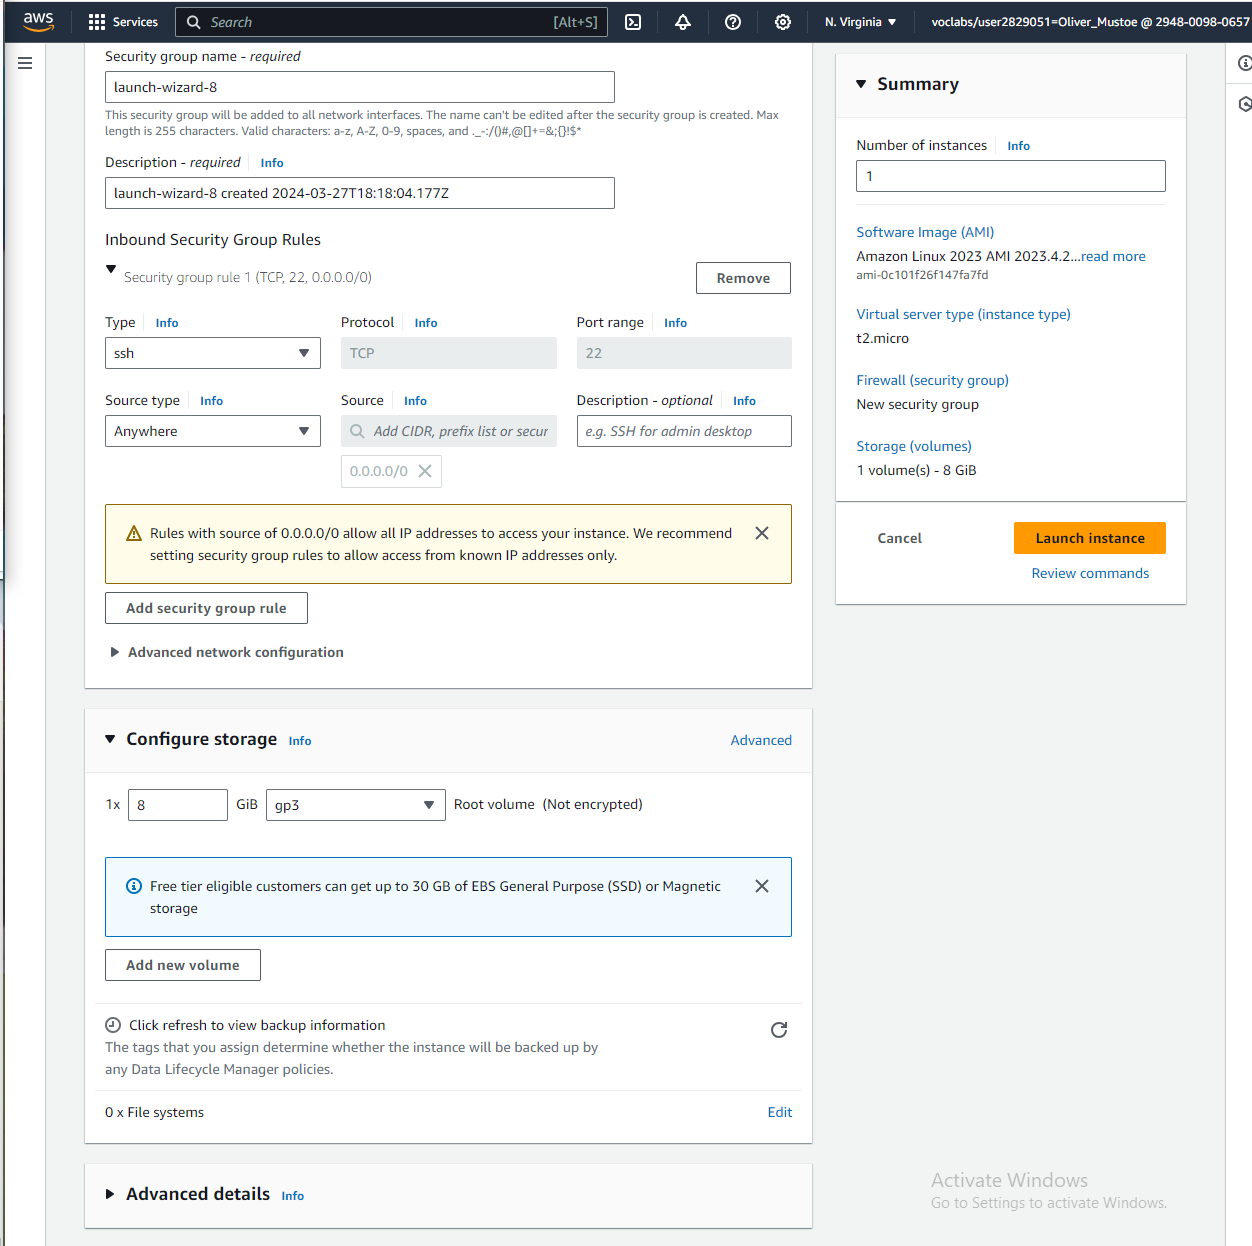 aws
Services
Search
[Alt+S]
N. Virginia
voclabs/user2829051=Oliver_Mustoe @ 2948-0098-0657
Security group name - required
launch-wizard-8
This security group will be added to all network interfaces. The name can't be edited after the security group is created. Max
length is 255 characters. Valid characters: a-z, A-Z, 0-9, spaces, and ._-:/()#,@[]+=&;{}!$*
Description - required Info
launch-wizard-8 created 2024-03-27T18:18:04.177Z
Inbound Security Group Rules
Security group rule 1 (TCP, 22, 0.0.0.0/0)
Remove
Type Info
Protocol Info
Port range Info
ssh
TCP
22
Source type Info
Source Info
Description - optional Info
Anywhere
Add CIDR, prefix list or secur
e.g. SSH for admin desktop
0.0.0.0/0
Rules with source of 0.0.0.0/0 allow all IP addresses to access your instance. We recommend
setting security group rules to allow access from known IP addresses only.
Add security group rule
Advanced network configuration
Configure storage Info
Advanced
1x
8
GiB
gp3
Root volume (Not encrypted)
Free tier eligible customers can get up to 30 GB of EBS General Purpose (SSD) or Magnetic
storage
Add new volume
Click refresh to view backup information
The tags that you assign determine whether the instance will be backed up by
any Data Lifecycle Manager policies.
0 x File systems
Edit
Advanced details Info
Summary
Number of instances Info
1
Software Image (AMI)
Amazon Linux 2023 AMI 2023.4.2...read more
ami-0c101f26f147fa7fd
Virtual server type (instance type)
t2.micro
Firewall (security group)
New security group
Storage (volumes)
1 volume(s) - 8 GiB
Cancel
Launch instance
Review commands
Activate Windows
Go to Settings to activate Windows.